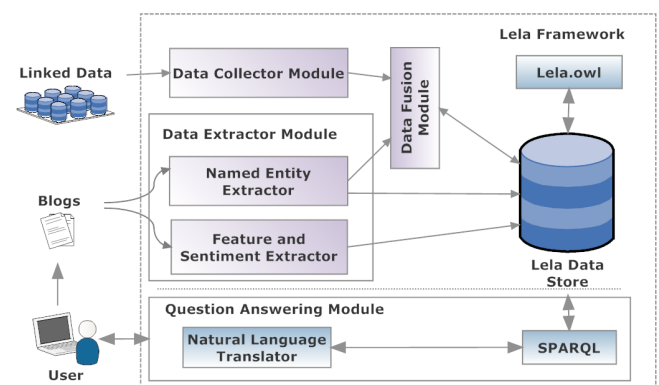 Lela Framework
Linked Data
Data Collector Module
Data Fusion
Module
Lela.owl
Data Extractor Module
Named Entity
Extractor
Blogs
Feature and
Sentiment Extractor
Lela Data
Store
Question Answering Module
Natural Language
Translator
SPARQL
User